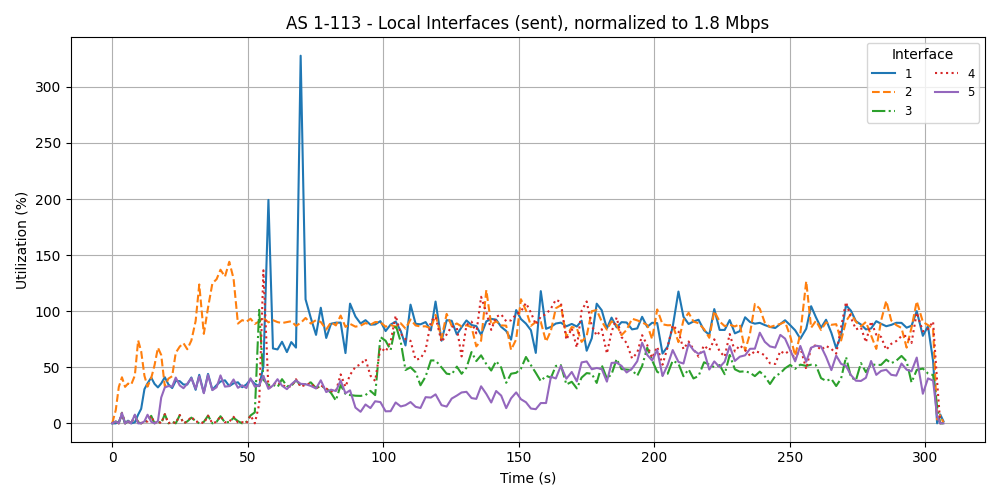 AS 1-113 - Local Interfaces (sent), normalized to 1.8 Mbps
Interface
1 4
2 5
3
Utilization (%)
300
250
200
150
100
50
0
0 50 100 150 200 250 300
Time (s)